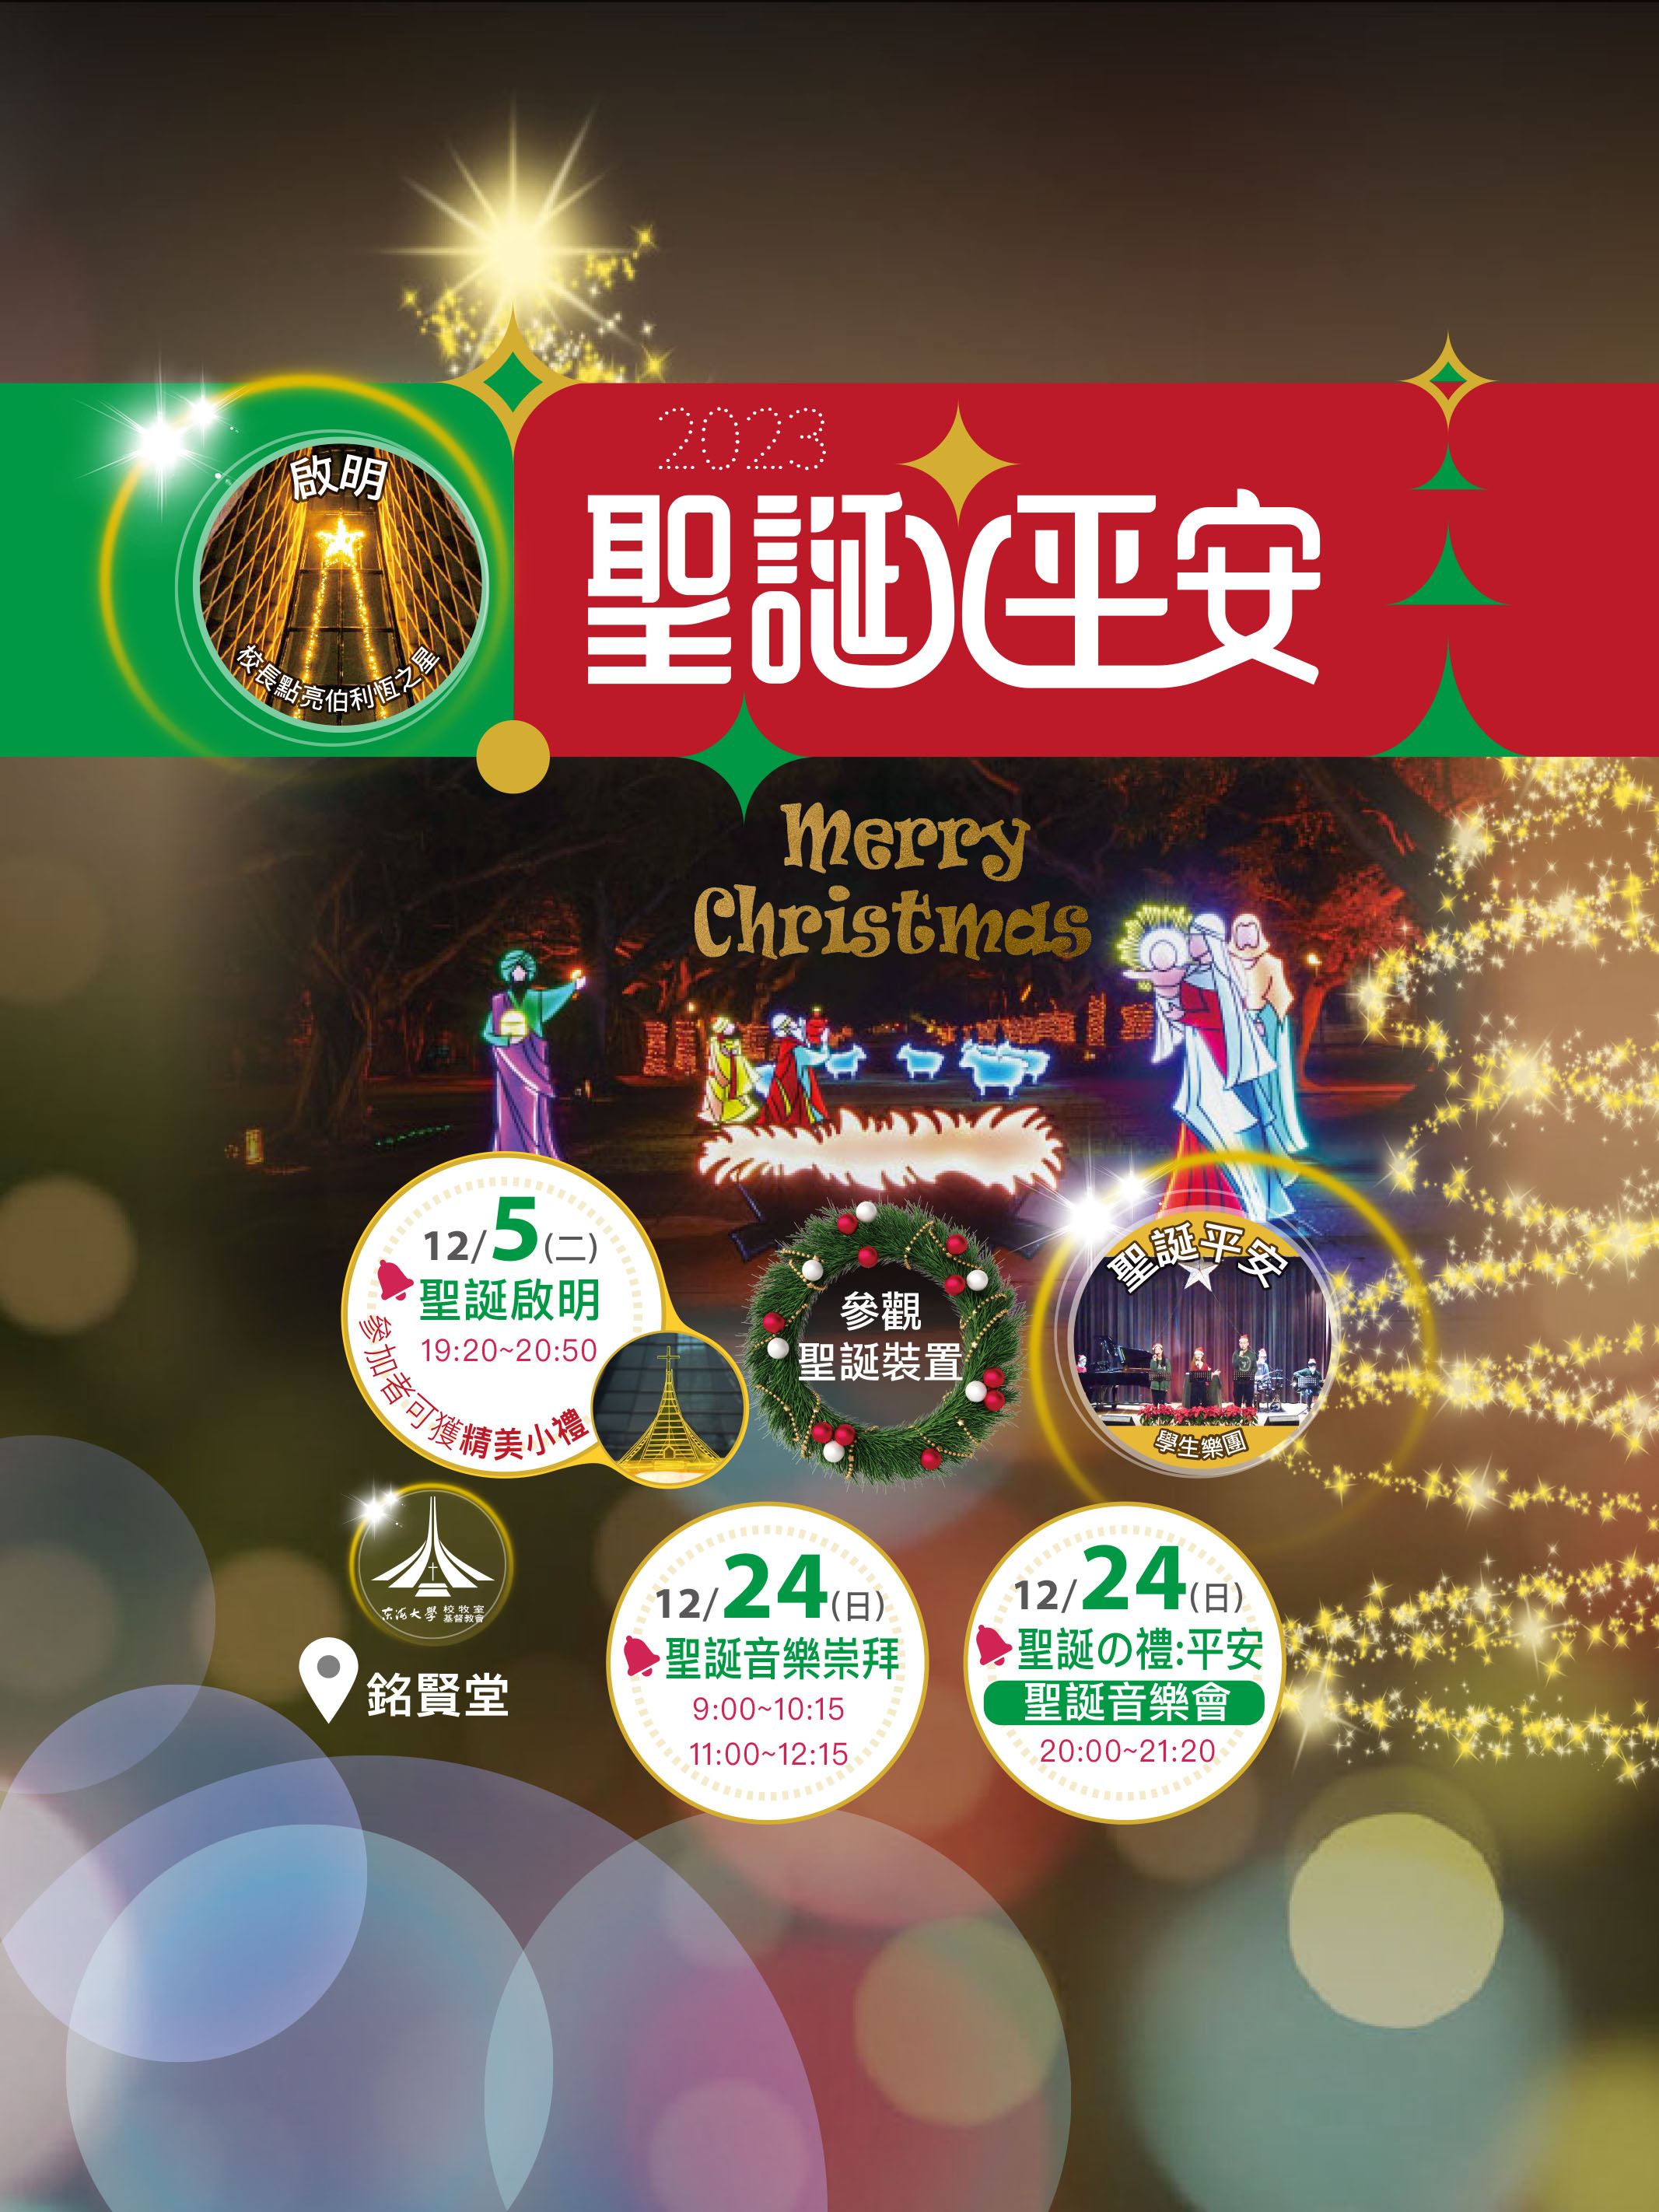 啟明
校長點亮伯利恆之星
2023
聖誕平安
Merry
Christmas
12/5(二)
聖誕啟明
19:20~20:50
參加者可獲精美小禮
參觀
聖誕裝置
聖誕平安
學生樂團
東海大學 校牧室
基督教會
銘賢堂
12/24(日)
聖誕音樂崇拜
9:00~10:15
11:00~12:15
12/24(日)
聖誕の禮:平安
聖誕音樂會
20:00~21:20